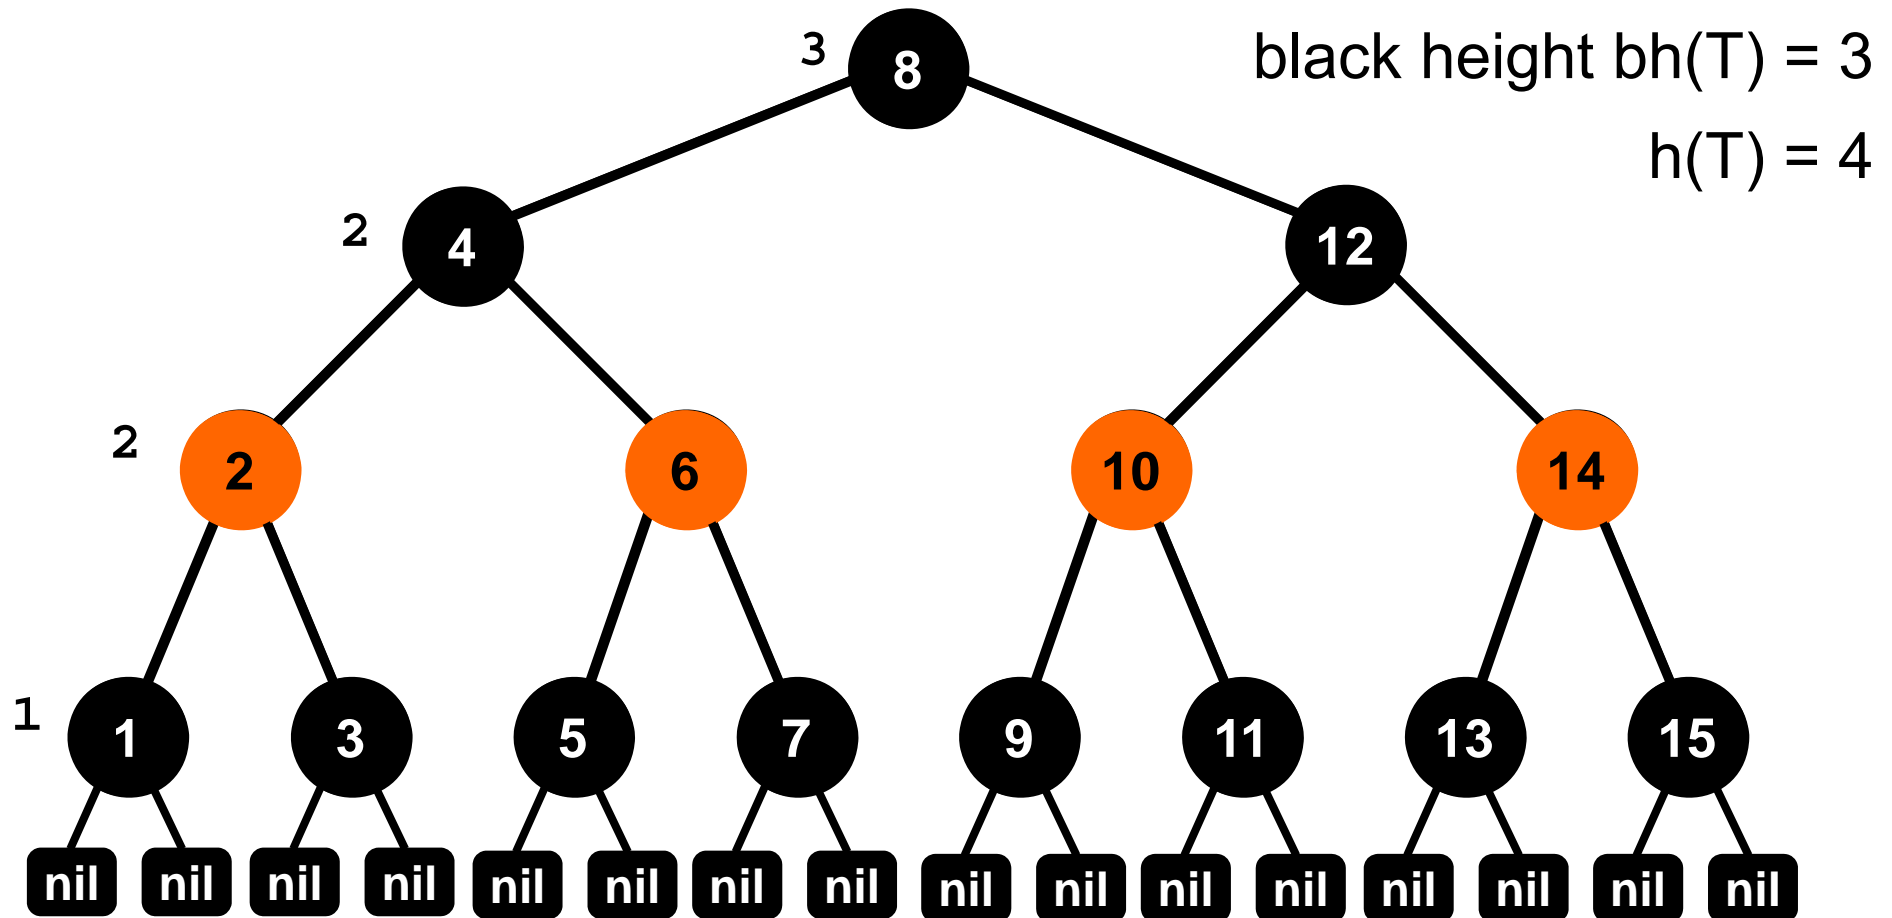 3 8 black height bh(T) = 3
h(T) = 4
2 4 12
2 2 6 10 14
1 1 3 5 7 9 11 13 15
nil nil nil nil nil nil nil nil nil nil nil nil nil nil nil nil